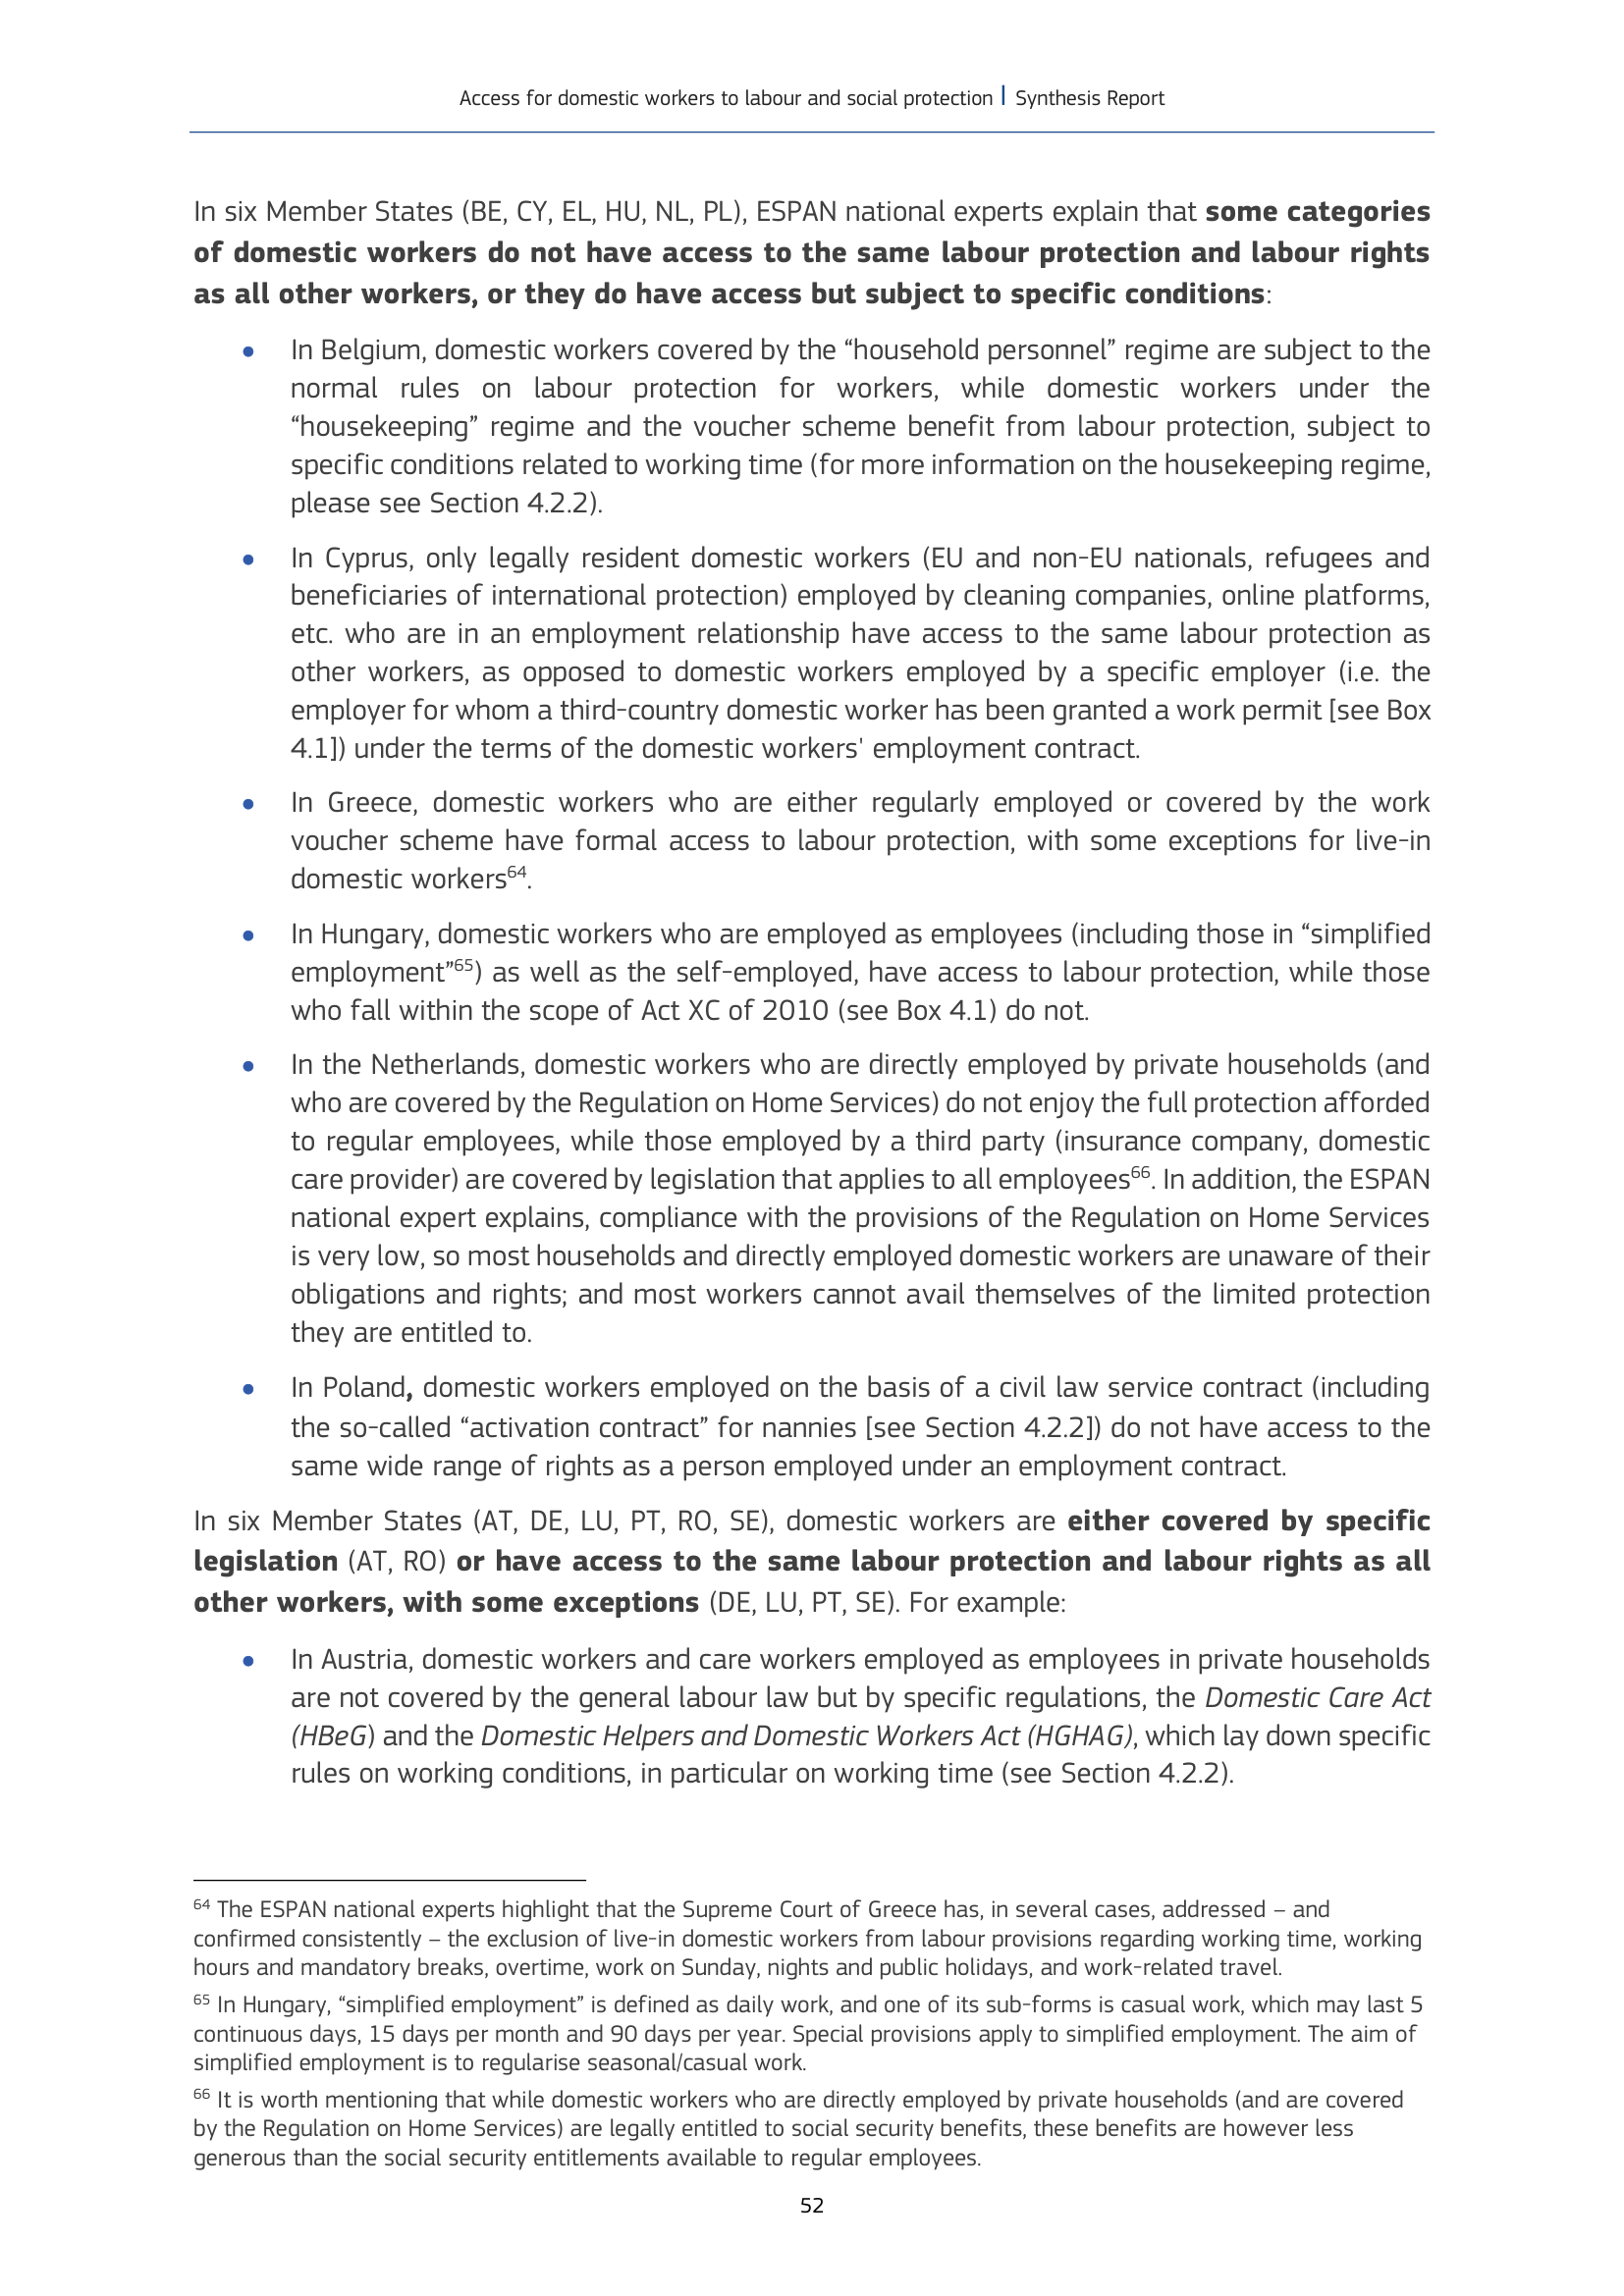 Access for domestic workers to labour and social protection | Synthesis Report
In six Member States (BE, CY, EL, HU, NL, PL), ESPAN national experts explain that some categories
of domestic workers do not have access to the same labour protection and labour rights
as all other workers, or they do have access but subject to specific conditions:
• In Belgium, domestic workers covered by the “household personnel” regime are subject to the
normal rules on labour protection for workers, while domestic workers under the
“housekeeping” regime and the voucher scheme benefit from labour protection, subject to
specific conditions related to working time (for more information on the housekeeping regime,
please see Section 4.2.2).
• In Cyprus, only legally resident domestic workers (EU and non-EU nationals, refugees and
beneficiaries of international protection) employed by cleaning companies, online platforms,
etc. who are in an employment relationship have access to the same labour protection as
other workers, as opposed to domestic workers employed by a specific employer (i.e. the
employer for whom a third-country domestic worker has been granted a work permit [see Box
4.1]) under the terms of the domestic workers' employment contract.
• In Greece, domestic workers who are either regularly employed or covered by the work
voucher scheme have formal access to labour protection, with some exceptions for live-in
domestic workers64.
• In Hungary, domestic workers who are employed as employees (including those in “simplified
employment”65) as well as the self-employed, have access to labour protection, while those
who fall within the scope of Act XC of 2010 (see Box 4.1) do not.
• In the Netherlands, domestic workers who are directly employed by private households (and
who are covered by the Regulation on Home Services) do not enjoy the full protection afforded
to regular employees, while those employed by a third party (insurance company, domestic
care provider) are covered by legislation that applies to all employees66. In addition, the ESPAN
national expert explains, compliance with the provisions of the Regulation on Home Services
is very low, so most households and directly employed domestic workers are unaware of their
obligations and rights; and most workers cannot avail themselves of the limited protection
they are entitled to.
• In Poland, domestic workers employed on the basis of a civil law service contract (including
the so-called “activation contract” for nannies [see Section 4.2.2]) do not have access to the
same wide range of rights as a person employed under an employment contract.
In six Member States (AT, DE, LU, PT, RO, SE), domestic workers are either covered by specific
legislation (AT, RO) or have access to the same labour protection and labour rights as all
other workers, with some exceptions (DE, LU, PT, SE). For example:
• In Austria, domestic workers and care workers employed as employees in private households
are not covered by the general labour law but by specific regulations, the Domestic Care Act
(HBeG) and the Domestic Helpers and Domestic Workers Act (HGHAG), which lay down specific
rules on working conditions, in particular on working time (see Section 4.2.2).
64 The ESPAN national experts highlight that the Supreme Court of Greece has, in several cases, addressed – and
confirmed consistently – the exclusion of live-in domestic workers from labour provisions regarding working time, working
hours and mandatory breaks, overtime, work on Sunday, nights and public holidays, and work-related travel.
65 In Hungary, “simplified employment” is defined as daily work, and one of its sub-forms is casual work, which may last 5
continuous days, 15 days per month and 90 days per year. Special provisions apply to simplified employment. The aim of
simplified employment is to regularise seasonal/casual work.
66 It is worth mentioning that while domestic workers who are directly employed by private households (and are covered
by the Regulation on Home Services) are legally entitled to social security benefits, these benefits are however less
generous than the social security entitlements available to regular employees.
52